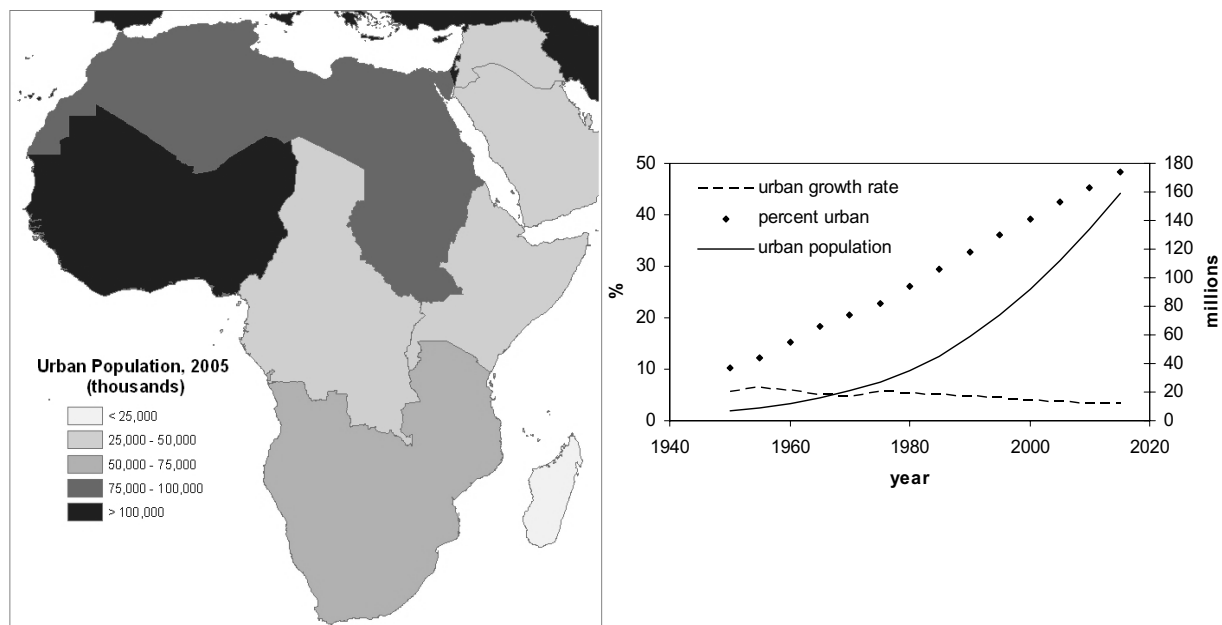 Urban Population, 2005
(thousands)
< 25,000
25,000 - 50,000
50,000 - 75,000
75,000 - 100,000
> 100,000
50
40
30
20
10
0
%
urban growth rate
percent urban
urban population
180
160
140
120
100
80
60
40
20
0
millions
1940
1960
1980
2000
2020
year